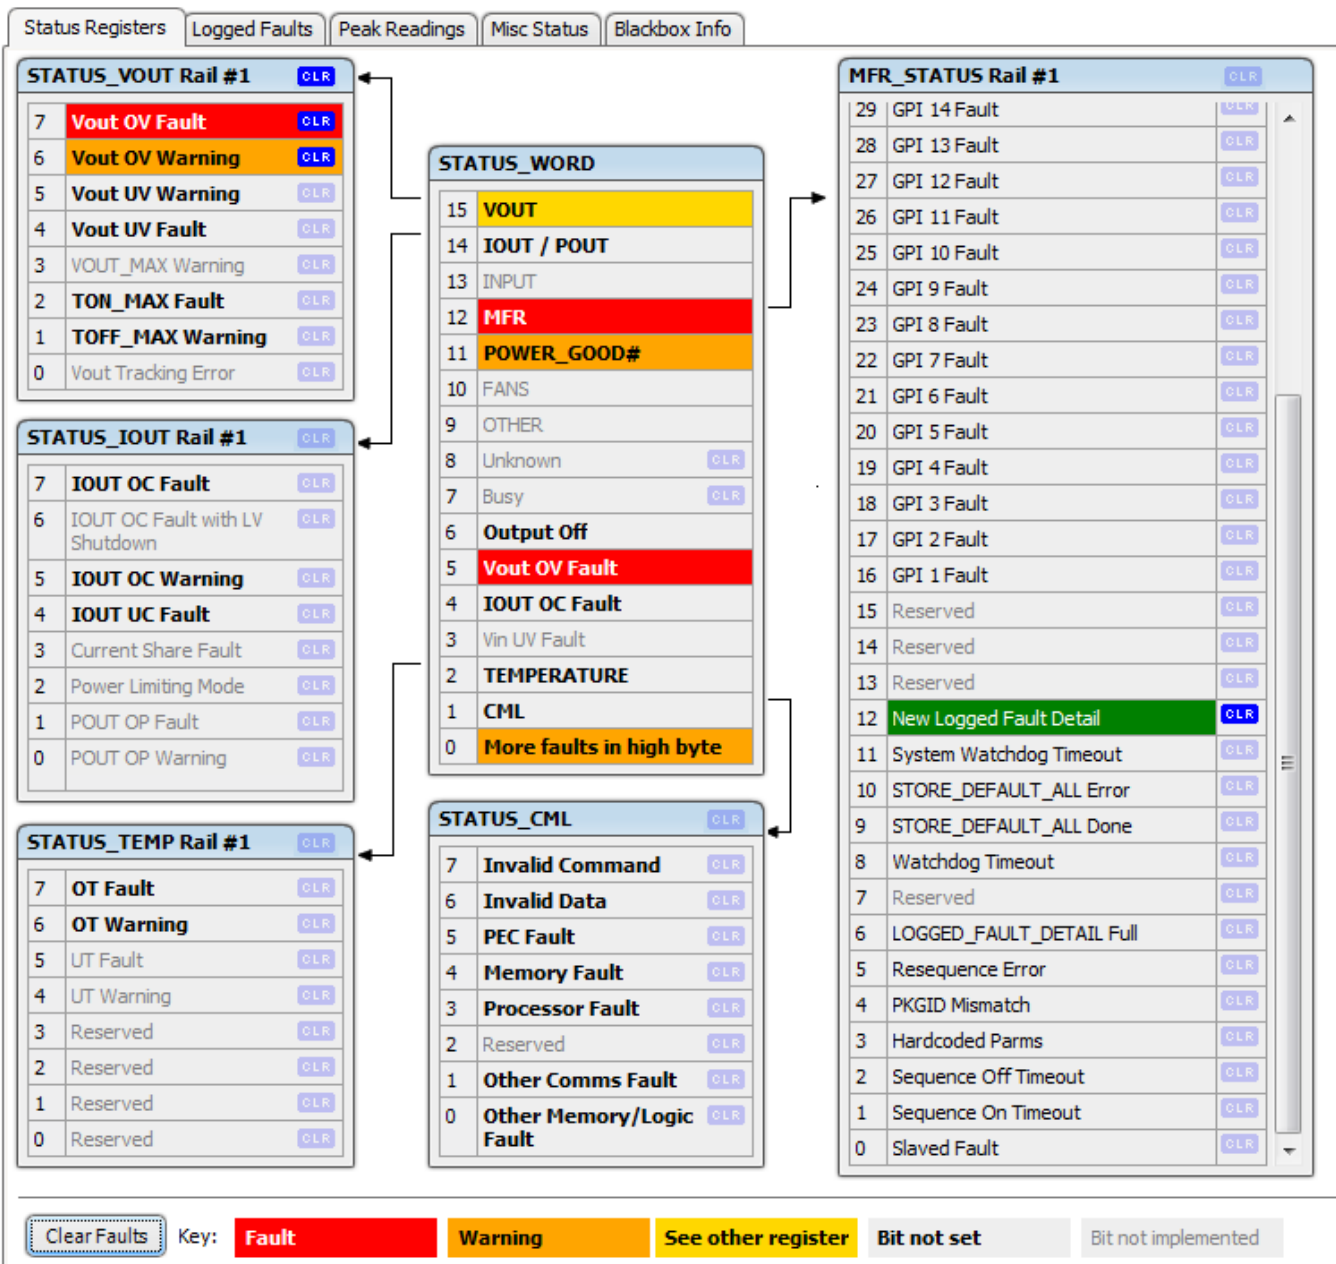 Status Registers Logged Faults Peak Readings Misc Status Blackbox Info
STATUS_VOUT Rail #1 CLR
7 Vout OV Fault CLR
6 Vout OV Warning CLR
5 Vout UV Warning CLR
4 Vout UV Fault CLR
3 VOUT_MAX Warning CLR
2 TON_MAX Fault CLR
1 TOFF_MAX Warning CLR
0 Vout Tracking Error CLR
STATUS_IOUT Rail #1 CLR
7 IOUT OC Fault CLR
6 IOUT OC Fault with LV CLR
Shutdown
5 IOUT OC Warning CLR
4 IOUT UC Fault CLR
3 Current Share Fault CLR
2 Power Limiting Mode CLR
1 POUT OP Fault CLR
0 POUT OP Warning CLR
STATUS_TEMP Rail #1 CLR
7 OT Fault CLR
6 OT Warning CLR
5 UT Fault CLR
4 UT Warning CLR
3 Reserved CLR
2 Reserved CLR
1 Reserved CLR
0 Reserved CLR
STATUS_WORD
15 VOUT
14 IOUT / POUT
13 INPUT
12 MFR
11 POWER_GOOD#
10 FANS
9 OTHER
8 Unknown CLR
7 Busy CLR
6 Output Off
5 Vout OV Fault
4 IOUT OC Fault
3 Vin UV Fault
2 TEMPERATURE
1 CML
0 More faults in high byte
STATUS_CML CLR
7 Invalid Command CLR
6 Invalid Data CLR
5 PEC Fault CLR
4 Memory Fault CLR
3 Processor Fault CLR
2 Reserved CLR
1 Other Comms Fault CLR
0 Other Memory/Logic CLR
Fault
MFR_STATUS Rail #1 CLR
29 GPI 14 Fault CLR
28 GPI 13 Fault CLR
27 GPI 12 Fault CLR
26 GPI 11 Fault CLR
25 GPI 10 Fault CLR
24 GPI 9 Fault CLR
23 GPI 8 Fault CLR
22 GPI 7 Fault CLR
21 GPI 6 Fault CLR
20 GPI 5 Fault CLR
19 GPI 4 Fault CLR
18 GPI 3 Fault CLR
17 GPI 2 Fault CLR
16 GPI 1 Fault CLR
15 Reserved CLR
14 Reserved CLR
13 Reserved CLR
12 New Logged Fault Detail CLR
11 System Watchdog Timeout CLR
10 STORE_DEFAULT_ALL Error CLR
9 STORE_DEFAULT_ALL Done CLR
8 Watchdog Timeout CLR
7 Reserved CLR
6 LOGGED_FAULT_DETAIL Full CLR
5 Resequence Error CLR
4 PKGID Mismatch CLR
3 Hardcoded Parms CLR
2 Sequence Off Timeout CLR
1 Sequence On Timeout CLR
0 Slaved Fault CLR
Clear Faults Key: Fault Warning See other register Bit not set Bit not implemented